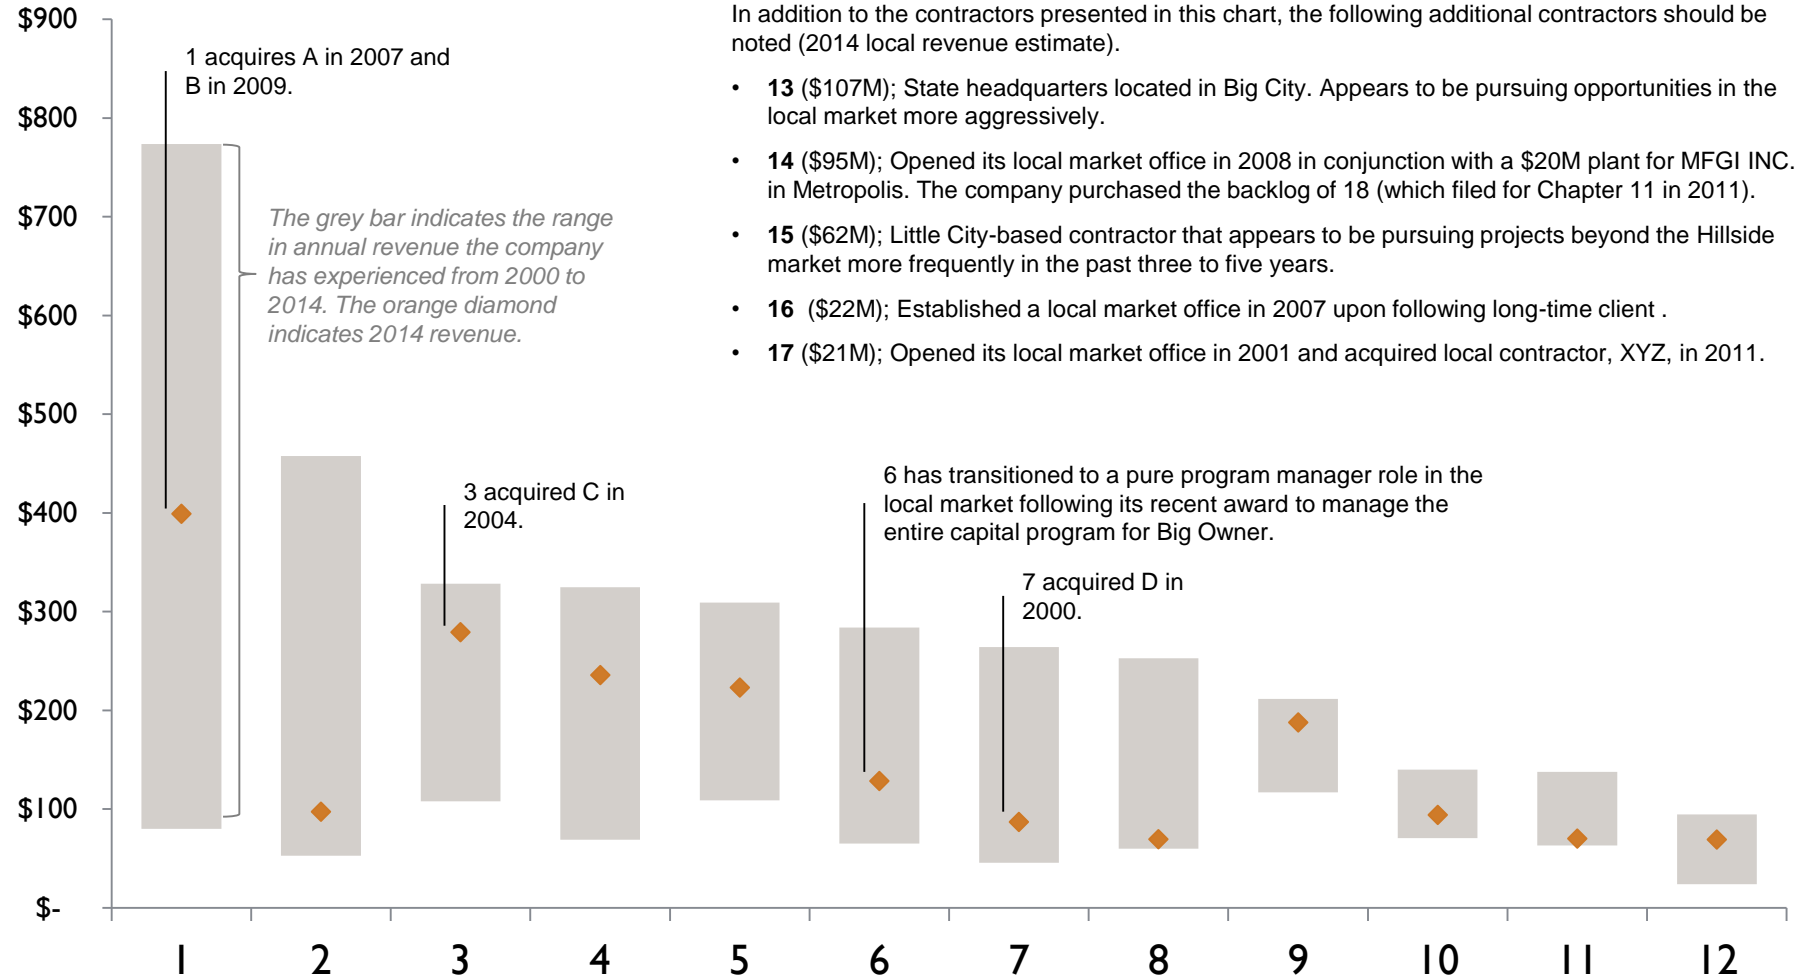 In addition to the contractors presented in this chart, the following additional contractors should be
noted (2014 local revenue estimate).
• 13 ($107M); State headquarters located in Big City. Appears to be pursuing opportunities in the
local market more aggressively.
• 14 ($95M); Opened its local market office in 2008 in conjunction with a $20M plant for MFGI INC.
in Metropolis. The company purchased the backlog of 18 (which filed for Chapter 11 in 2011).
• 15 ($62M); Little City-based contractor that appears to be pursuing projects beyond the Hillside
market more frequently in the past three to five years.
• 16 ($22M); Established a local market office in 2007 upon following long-time client .
• 17 ($21M); Opened its local market office in 2001 and acquired local contractor, XYZ, in 2011.
1 acquires A in 2007 and
B in 2009.
The grey bar indicates the range
in annual revenue the company
has experienced from 2000 to
2014. The orange diamond
indicates 2014 revenue.
3 acquired C in
2004.
6 has transitioned to a pure program manager role in the
local market following its recent award to manage the
entire capital program for Big Owner.
7 acquired D in
2000.
$900
$800
$700
$600
$500
$400
$300
$200
$100
$-
1 2 3 4 5 6 7 8 9 10 11 12